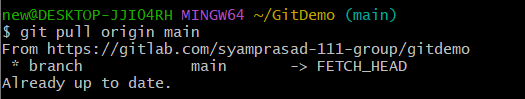 new@DESKTOP-JJIO4RH MINGW64 ~/GitDemo (main)
$ git pull origin main
From https://gitlab.com/syamprasad-111-group/gitdemo
 * branch            main       -> FETCH_HEAD
Already up to date.